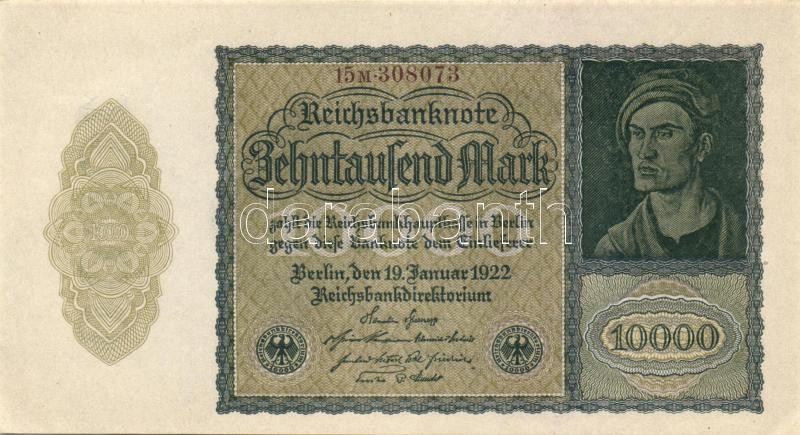 15M·308073
Reichsbanknote
Zehntausend Mark
zahlt die Reichsbankhauptkasse in Berlin
gegen diese Banknote dem Einlieferer
Berlin, den 19. Januar 1922
Reichsbankdirektorium
10000
darabanth